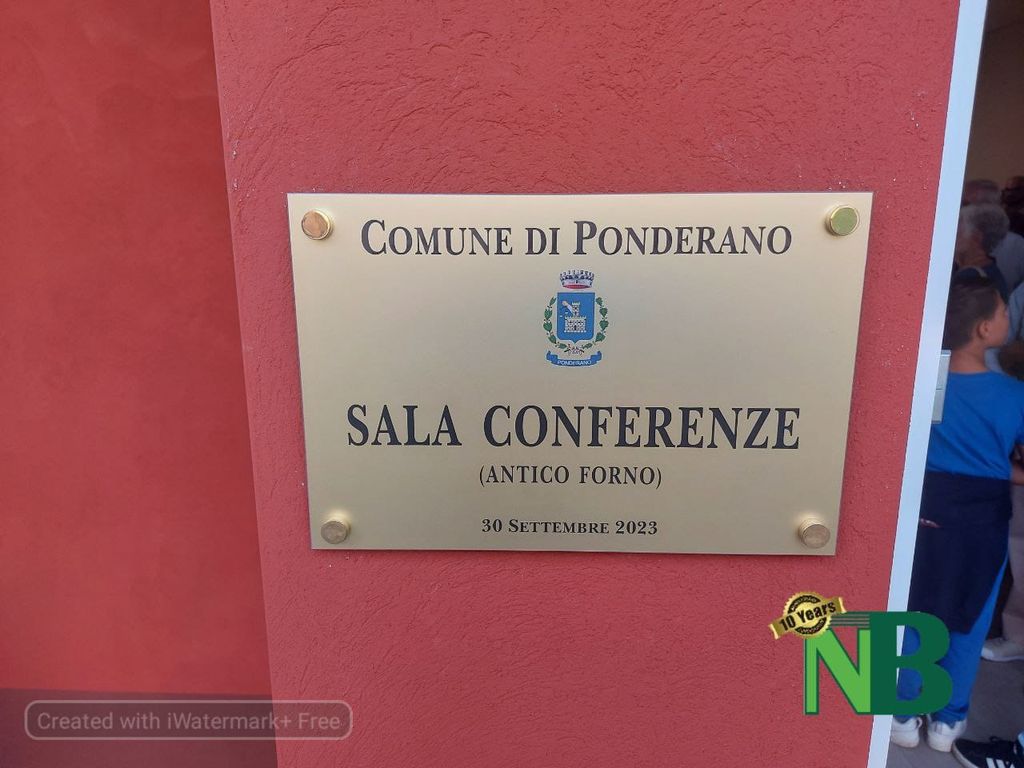 COMUNE DI PONDERANO
PONDERANO
SALA CONFERENZE
(ANTICO FORNO)
30 SETTEMBRE 2023
10 Years
NB
Created with iWatermark+ Free